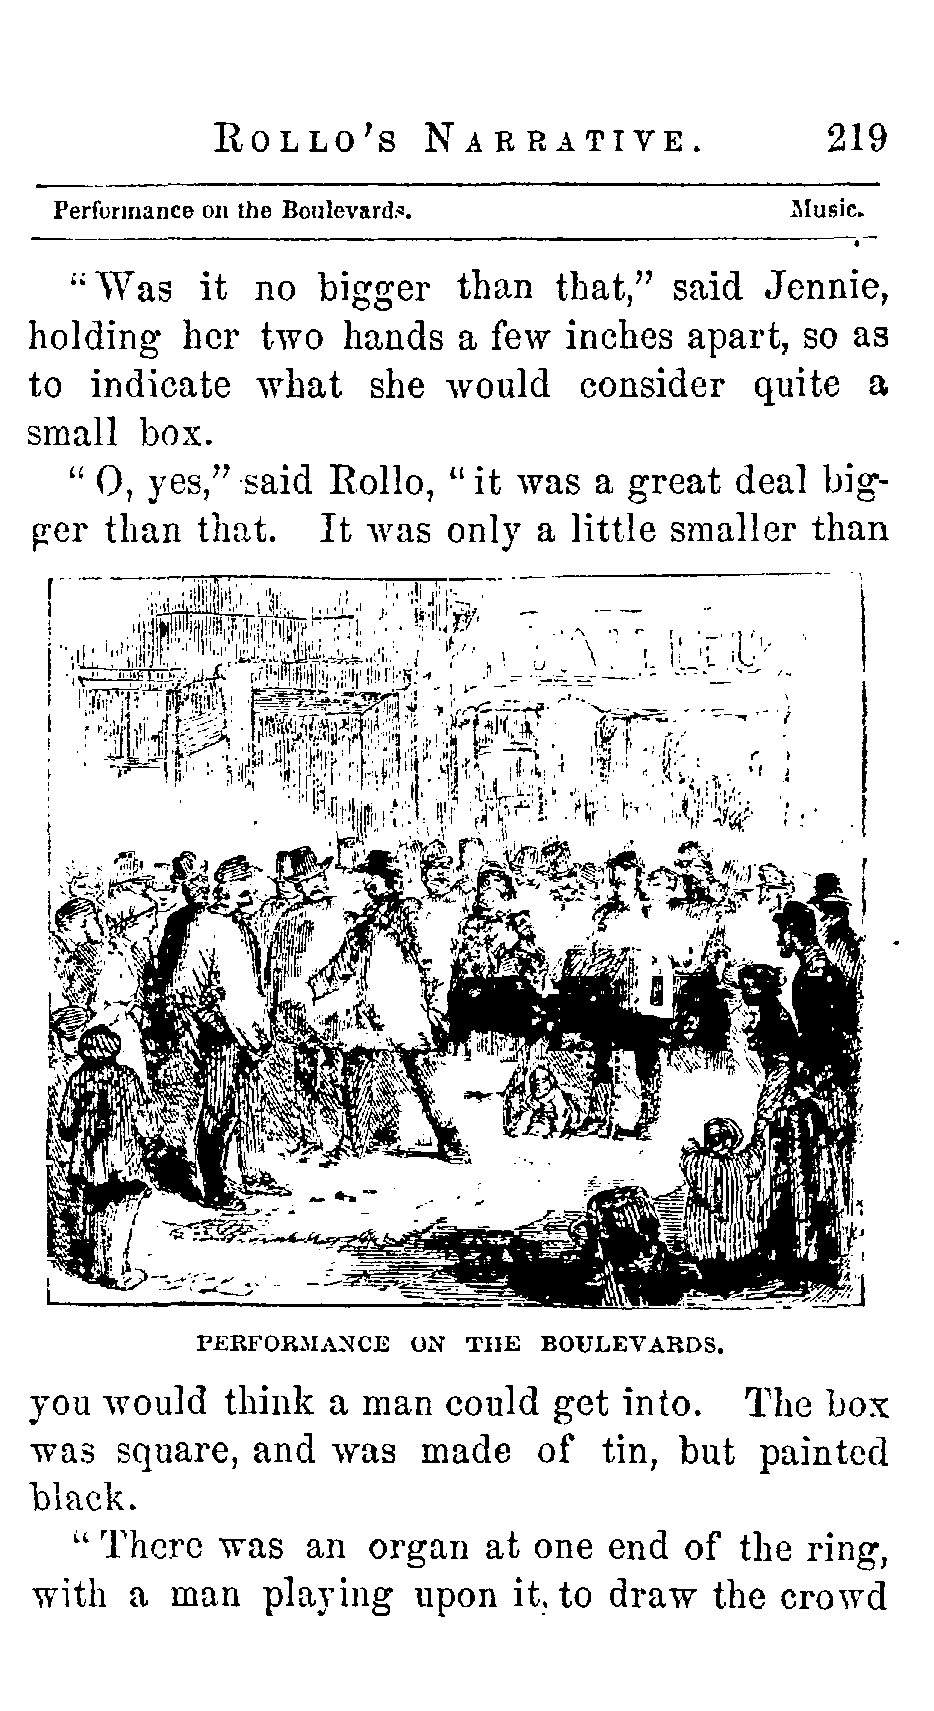 ROLLO'S NARRATIVE. 219
Performance on the Boulevards. Music.
"Was it no bigger than that," said Jennie,
holding her two hands a few inches apart, so as
to indicate what she would consider quite a
small box.
"O, yes," said Rollo, "it was a great deal big-
ger than that. It was only a little smaller than
PERFORMANCE ON THE BOULEVARDS.
you would think a man could get into. The box
was square, and was made of tin, but painted
black.
"There was an organ at one end of the ring,
with a man playing upon it, to draw the crowd